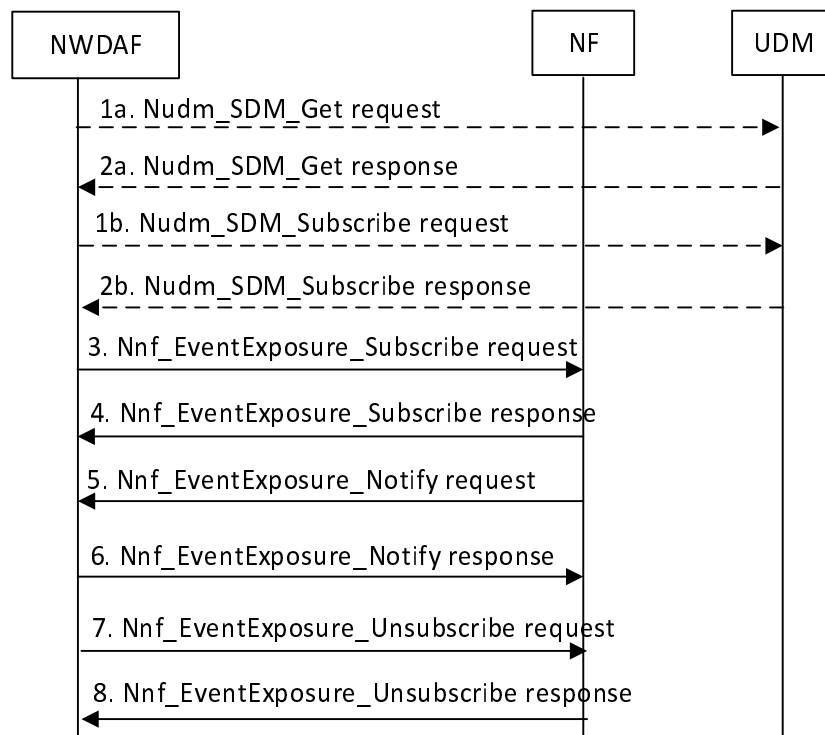 NWDAF
NF
UDM
1a. Nudm_SDM_Get request
2a. Nudm_SDM_Get response
1b. Nudm_SDM_Subscribe request
2b. Nudm_SDM_Subscribe response
3. Nnf_EventExposure_Subscribe request
4. Nnf_EventExposure_Subscribe response
5. Nnf_EventExposure_Notify request
6. Nnf_EventExposure_Notify response
7. Nnf_EventExposure_Unsubscribe request
8. Nnf_EventExposure_Unsubscribe response